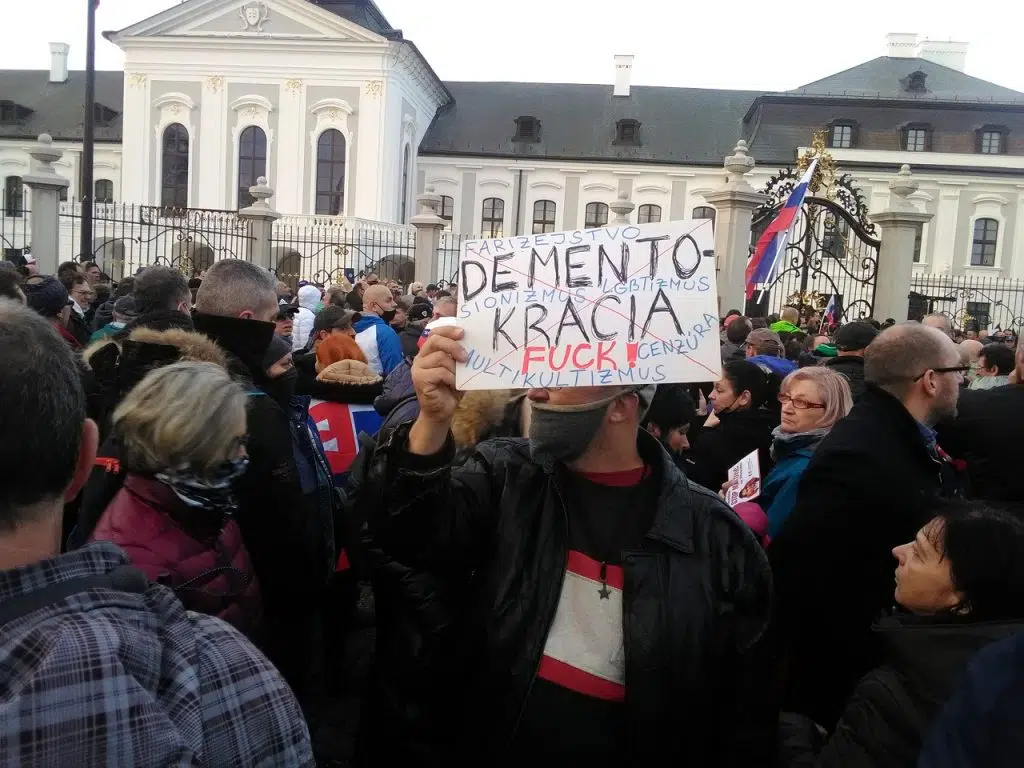 FARIZEJSTVO
DEMENTO-
SIONIZMUS LGBTIZMUS
KRACIA
FUCK! CENZÚRA
MULTIKULTIZMUS